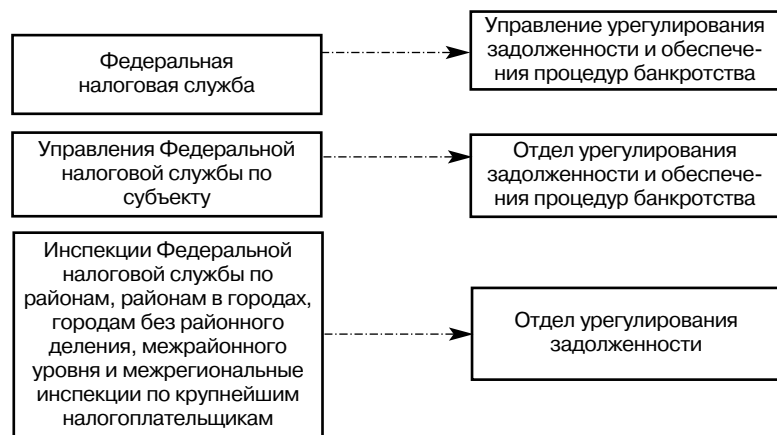 Федеральная
налоговая служба
Управление урегулирования
задолженности и обеспече-
ния процедур банкротства
Управления Федеральной
налоговой службы по
субъекту
Отдел урегулирования
задолженности и обеспече-
ния процедур банкротства
Инспекции Федеральной
налоговой службы по
районам, районам в городах,
городам без районного
деления, межрайонного
уровня и межрегиональные
инспекции по крупнейшим
налогоплательщикам
Отдел урегулирования
задолженности